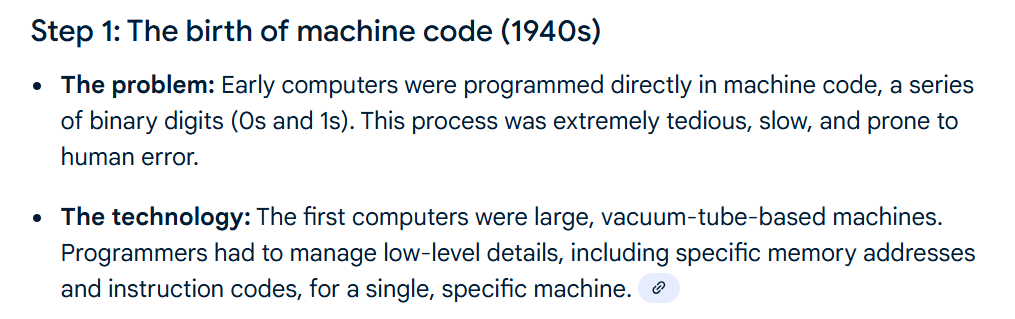 Step 1: The birth of machine code (1940s)
• The problem: Early computers were programmed directly in machine code, a series
of binary digits (0s and 1s). This process was extremely tedious, slow, and prone to
human error.
• The technology: The first computers were large, vacuum-tube-based machines.
Programmers had to manage low-level details, including specific memory addresses
and instruction codes, for a single, specific machine.